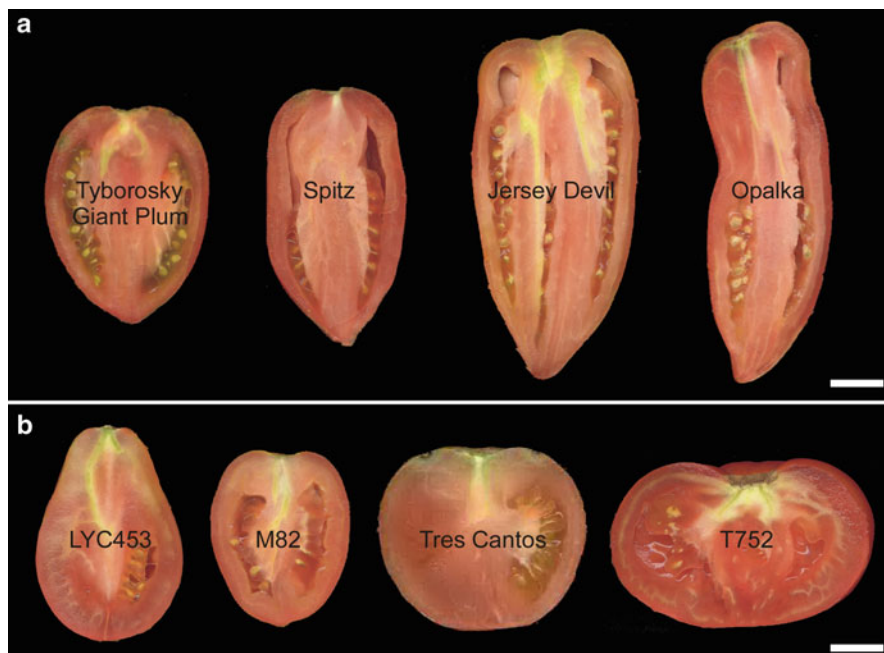 a
Tyborosky
Giant Plum
Spitz
Jersey Devil
Opalka
b
LYC453
M82
Tres Cantos
T752